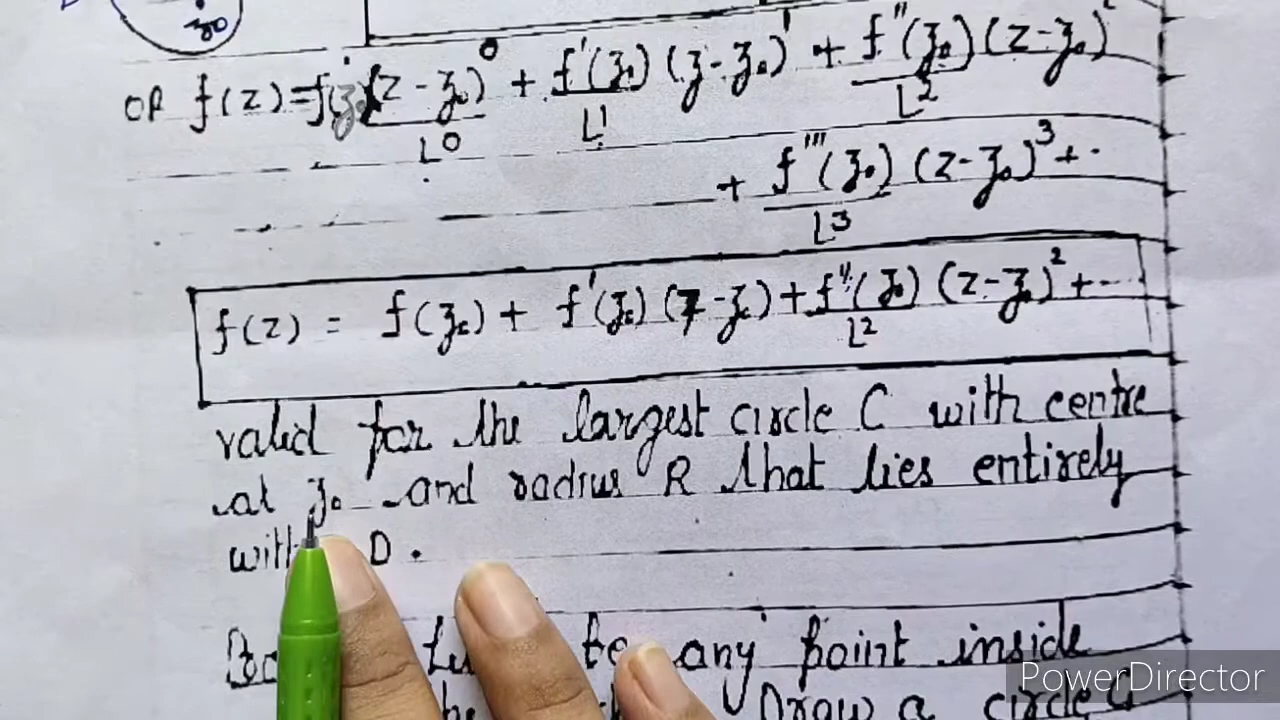 z0
or f(z) = f(z0)(z - z0)^0 / L0 + f'(z0) (z - z0)^1 / L1 + f''(z0)(z - z0)^2 / L2
+ f'''(z0) (z - z0)^3 / L3 + ..
f(z) = f(z0) + f'(z0) (z - z0) + f''(z0) (z - z0)^2 / L2 + ...
valid for the largest circle C with centre
at z0 and radius R that lies entirely
D.
any point inside
Draw a circle
PowerDirector